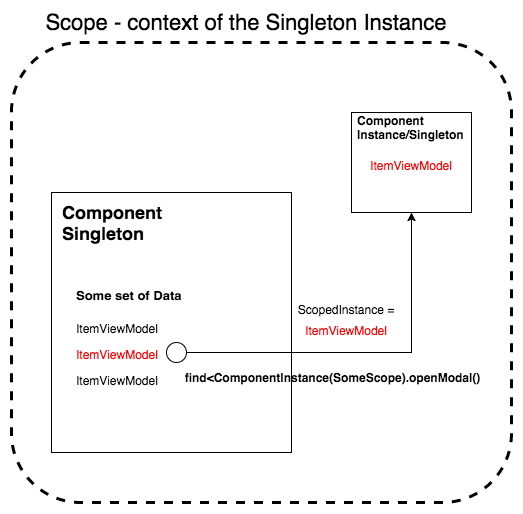 Scope - context of the Singleton Instance
Component
Instance/Singleton
ItemViewModel
Component
Singleton
Some set of Data
ItemViewModel
ItemViewModel
ItemViewModel
ScopedInstance =
ItemViewModel
find<ComponentInstance(SomeScope).openModal()